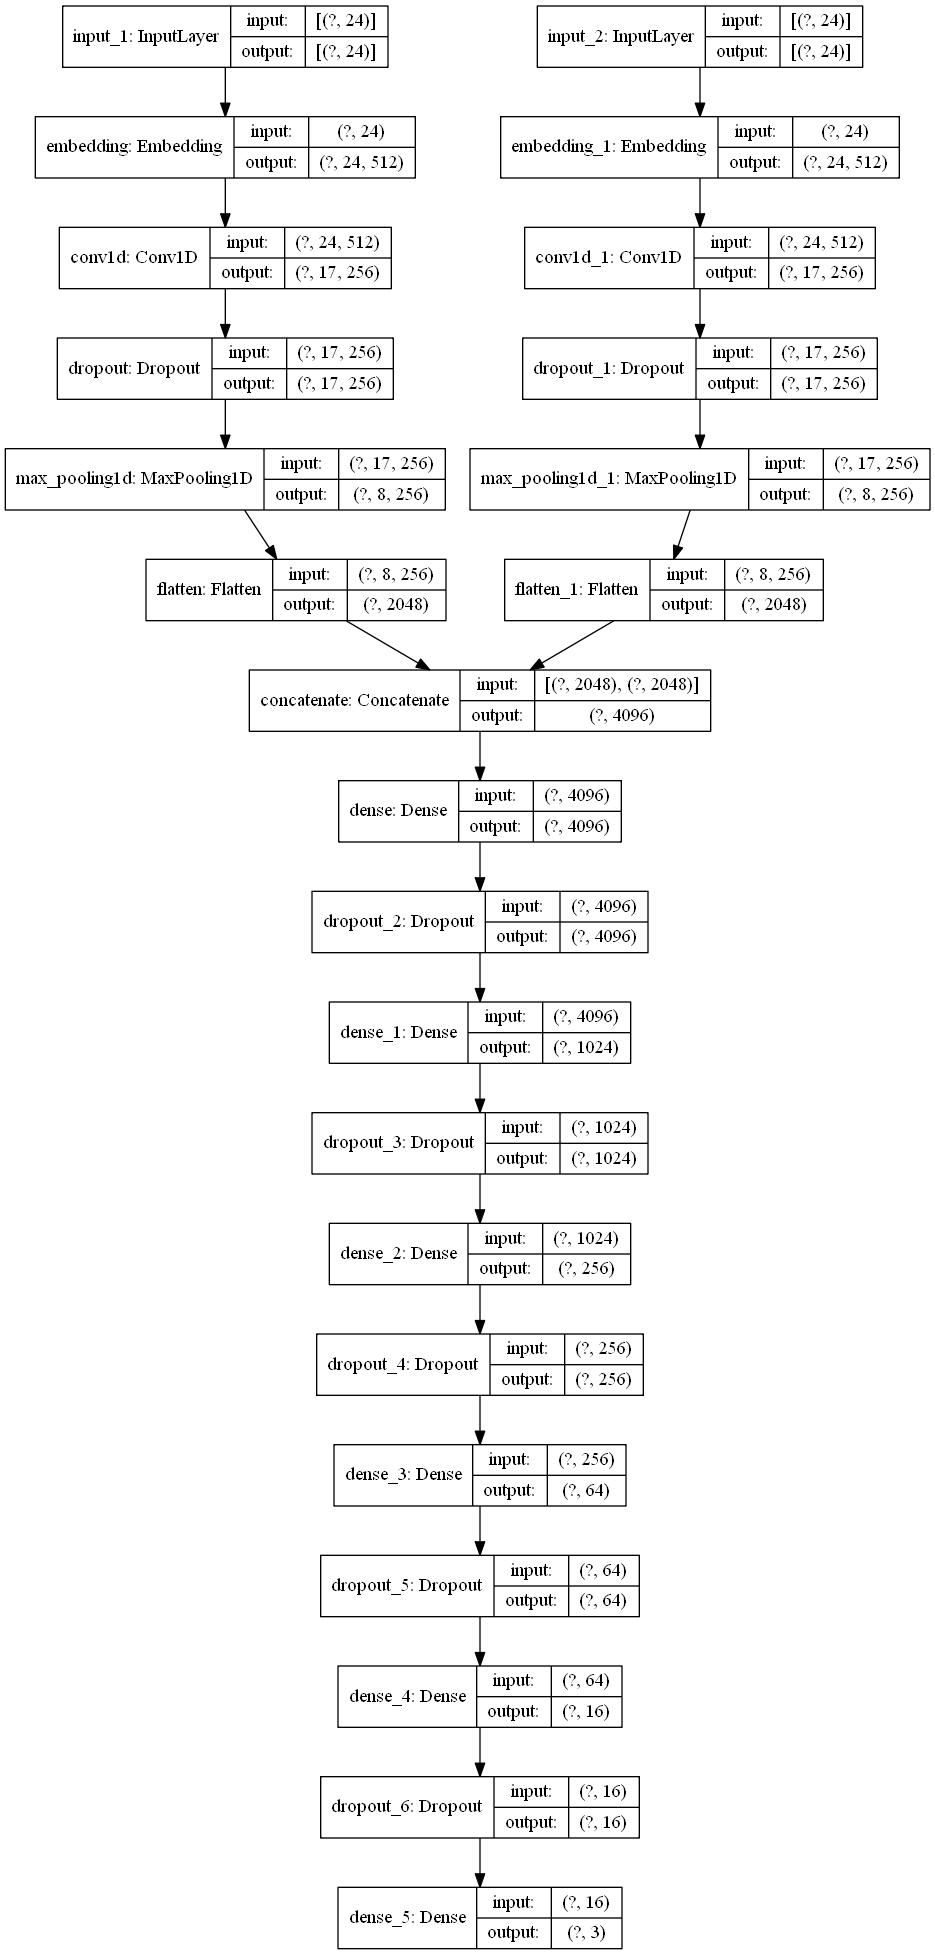 input_1: InputLayer
input: [(?, 24)]
output: [(?, 24)]
input_2: InputLayer
input: [(?, 24)]
output: [(?, 24)]
embedding: Embedding
input: (?, 24)
output: (?, 24, 512)
embedding_1: Embedding
input: (?, 24)
output: (?, 24, 512)
conv1d: Conv1D
input: (?, 24, 512)
output: (?, 17, 256)
conv1d_1: Conv1D
input: (?, 24, 512)
output: (?, 17, 256)
dropout: Dropout
input: (?, 17, 256)
output: (?, 17, 256)
dropout_1: Dropout
input: (?, 17, 256)
output: (?, 17, 256)
max_pooling1d: MaxPooling1D
input: (?, 17, 256)
output: (?, 8, 256)
max_pooling1d_1: MaxPooling1D
input: (?, 17, 256)
output: (?, 8, 256)
flatten: Flatten
input: (?, 8, 256)
output: (?, 2048)
flatten_1: Flatten
input: (?, 8, 256)
output: (?, 2048)
concatenate: Concatenate
input: [(?, 2048), (?, 2048)]
output: (?, 4096)
dense: Dense
input: (?, 4096)
output: (?, 4096)
dropout_2: Dropout
input: (?, 4096)
output: (?, 4096)
dense_1: Dense
input: (?, 4096)
output: (?, 1024)
dropout_3: Dropout
input: (?, 1024)
output: (?, 1024)
dense_2: Dense
input: (?, 1024)
output: (?, 256)
dropout_4: Dropout
input: (?, 256)
output: (?, 256)
dense_3: Dense
input: (?, 256)
output: (?, 64)
dropout_5: Dropout
input: (?, 64)
output: (?, 64)
dense_4: Dense
input: (?, 64)
output: (?, 16)
dropout_6: Dropout
input: (?, 16)
output: (?, 16)
dense_5: Dense
input: (?, 16)
output: (?, 3)